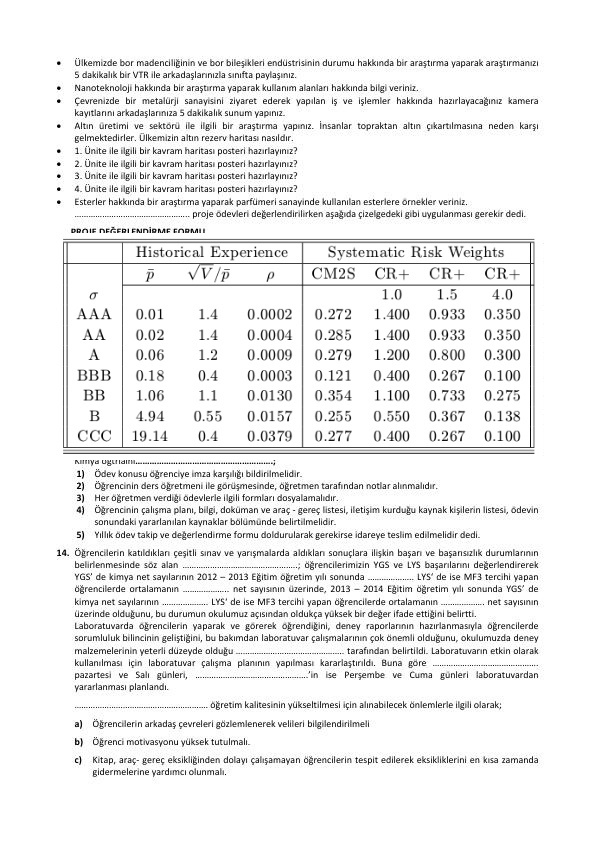 • Ülkemizde bor madenciliğinin ve bor bileşikleri endüstrisinin durumu hakkında bir araştırma yaparak araştırmanızı
5 dakikalık bir VTR ile arkadaşlarınızla sınıfta paylaşınız.
• Nanoteknoloji hakkında bir araştırma yaparak kullanım alanları hakkında bilgi veriniz.
• Çevrenizde bir metalürji sanayisini ziyaret ederek yapılan iş ve işlemler hakkında hazırlayacağınız kamera
kayıtlarını arkadaşlarınıza 5 dakikalık sunum yapınız.
• Altın üretimi ve sektörü ile ilgili bir araştırma yapınız. İnsanlar topraktan altın çıkartılmasına neden karşı
gelmektedirler. Ülkemizin altın rezerv haritası nasıldır.
• 1. Ünite ile ilgili bir kavram haritası posteri hazırlayınız?
• 2. Ünite ile ilgili bir kavram haritası posteri hazırlayınız?
• 3. Ünite ile ilgili bir kavram haritası posteri hazırlayınız?
• 4. Ünite ile ilgili bir kavram haritası posteri hazırlayınız?
• Esterler hakkında bir araştırma yaparak parfümeri sanayinde kullanılan esterlere örnekler veriniz.
………………………………………….. proje ödevleri değerlendirilirken aşağıda çizelgedeki gibi uygulanması gerekir dedi.
PROJE DEĞERLENDİRME FORMU
Historical Experience Systematic Risk Weights
p̄ √V/p̄ ρ CM2S CR+ CR+ CR+
σ 1.0 1.5 4.0
AAA 0.01 1.4 0.0002 0.272 1.400 0.933 0.350
AA 0.02 1.4 0.0004 0.285 1.400 0.933 0.350
A 0.06 1.2 0.0009 0.279 1.200 0.800 0.300
BBB 0.18 0.4 0.0003 0.121 0.400 0.267 0.100
BB 1.06 1.1 0.0130 0.354 1.100 0.733 0.275
B 4.94 0.55 0.0157 0.255 0.550 0.367 0.138
CCC 19.14 0.4 0.0379 0.277 0.400 0.267 0.100
Kimya …………………………………………….;
1) Ödev konusu öğrenciye imza karşılığı bildirilmelidir.
2) Öğrencinin ders öğretmeni ile görüşmesinde, öğretmen tarafından notlar alınmalıdır.
3) Her öğretmen verdiği ödevlerle ilgili formları dosyalamalıdır.
4) Öğrencinin çalışma planı, bilgi, doküman ve araç - gereç listesi, iletişim kurduğu kaynak kişilerin listesi, ödevin
sonundaki yararlanılan kaynaklar bölümünde belirtilmelidir.
5) Yıllık ödev takip ve değerlendirme formu doldurularak gerekirse idareye teslim edilmelidir dedi.
14. Öğrencilerin katıldıkları çeşitli sınav ve yarışmalarda aldıkları sonuçlara ilişkin başarı ve başarısızlık durumlarının
belirlenmesinde söz alan ………………………………………..; öğrencilerimizin YGS ve LYS başarılarını değerlendirerek
YGS’ de kimya net sayılarının 2012 – 2013 Eğitim öğretim yılı sonunda ………………. LYS’ de ise MF3 tercihi yapan
öğrencilerde ortalamanın ……………….. net sayısının üzerinde, 2013 – 2014 Eğitim öğretim yılı sonunda YGS’ de
kimya net sayılarının ……………….. LYS’ de ise MF3 tercihi yapan öğrencilerde ortalamanın ……………… net sayısının
üzerinde olduğunu, bu durumun okulumuz açısından oldukça yüksek bir değer ifade ettiğini belirtti.
Laboratuvarda öğrencilerin yaparak ve görerek öğrendiğini, deney raporlarının hazırlanmasıyla öğrencilerde
sorumluluk bilincinin geliştiğini, bu bakımdan laboratuvar çalışmalarının çok önemli olduğunu, okulumuzda deney
malzemelerinin yeterli düzeyde olduğu ……………………………………… tarafından belirtildi. Laboratuvarın etkin olarak
kullanılması için laboratuvar çalışma planının yapılması kararlaştırıldı. Buna göre …………………………………….
pazartesi ve Salı günleri, ………………………………………..’in ise Perşembe ve Cuma günleri laboratuvardan
yararlanması planlandı.
………………………………………………… öğretim kalitesinin yükseltilmesi için alınabilecek önlemlerle ilgili olarak;
a) Öğrencilerin arkadaş çevreleri gözlemlenerek velileri bilgilendirilmeli
b) Öğrenci motivasyonu yüksek tutulmalı.
c) Kitap, araç- gereç eksikliğinden dolayı çalışamayan öğrencilerin tespit edilerek eksikliklerini en kısa zamanda
gidermelerine yardımcı olunmalı.